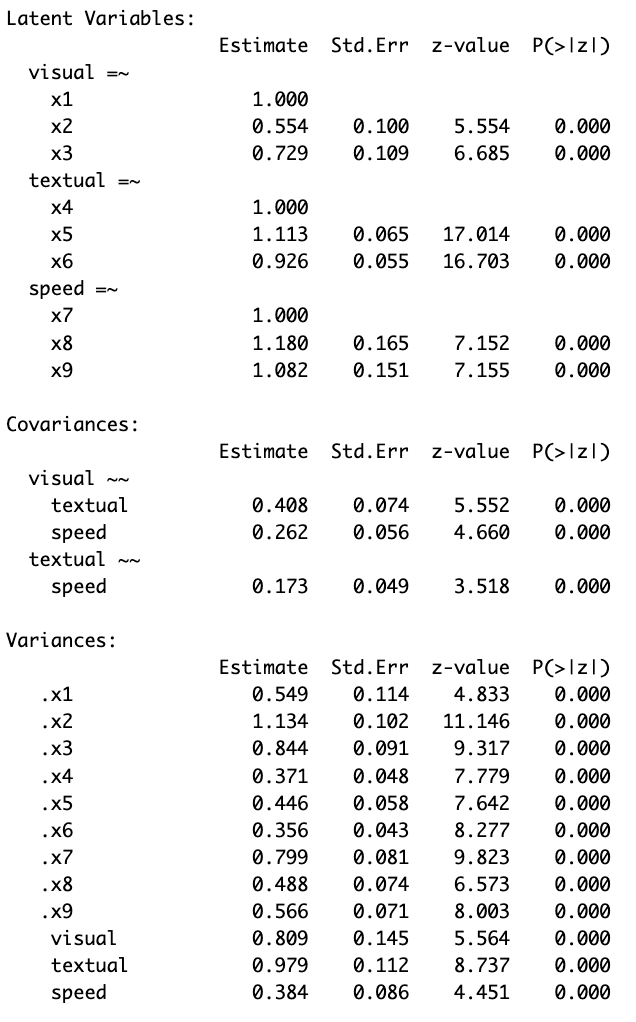 Latent Variables:
                   Estimate  Std.Err  z-value  P(>|z|)
  visual =~
    x1                1.000
    x2                0.554    0.100    5.554    0.000
    x3                0.729    0.109    6.685    0.000
  textual =~
    x4                1.000
    x5                1.113    0.065   17.014    0.000
    x6                0.926    0.055   16.703    0.000
  speed =~
    x7                1.000
    x8                1.180    0.165    7.152    0.000
    x9                1.082    0.151    7.155    0.000

Covariances:
                   Estimate  Std.Err  z-value  P(>|z|)
  visual ~~
    textual           0.408    0.074    5.552    0.000
    speed             0.262    0.056    4.660    0.000
  textual ~~
    speed             0.173    0.049    3.518    0.000

Variances:
                   Estimate  Std.Err  z-value  P(>|z|)
   .x1                0.549    0.114    4.833    0.000
   .x2                1.134    0.102   11.146    0.000
   .x3                0.844    0.091    9.317    0.000
   .x4                0.371    0.048    7.779    0.000
   .x5                0.446    0.058    7.642    0.000
   .x6                0.356    0.043    8.277    0.000
   .x7                0.799    0.081    9.823    0.000
   .x8                0.488    0.074    6.573    0.000
   .x9                0.566    0.071    8.003    0.000
    visual            0.809    0.145    5.564    0.000
    textual           0.979    0.112    8.737    0.000
    speed             0.384    0.086    4.451    0.000